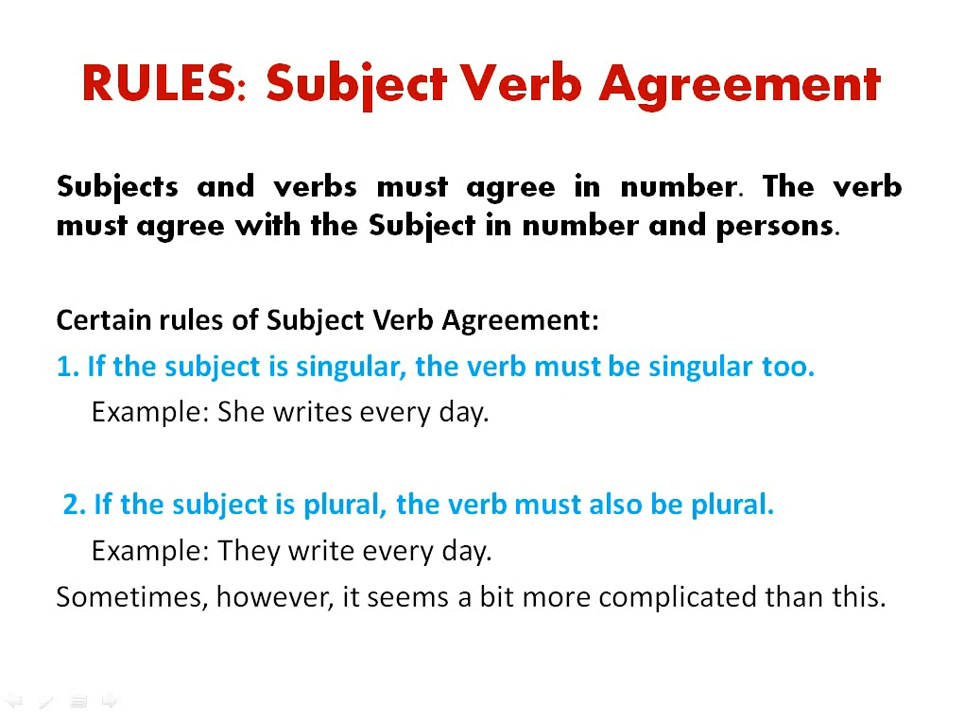 RULES: Subject Verb Agreement
Subjects and verbs must agree in number. The verb
must agree with the Subject in number and persons.
Certain rules of Subject Verb Agreement:
1. If the subject is singular, the verb must be singular too.
Example: She writes every day.
2. If the subject is plural, the verb must also be plural.
Example: They write every day.
Sometimes, however, it seems a bit more complicated than this.